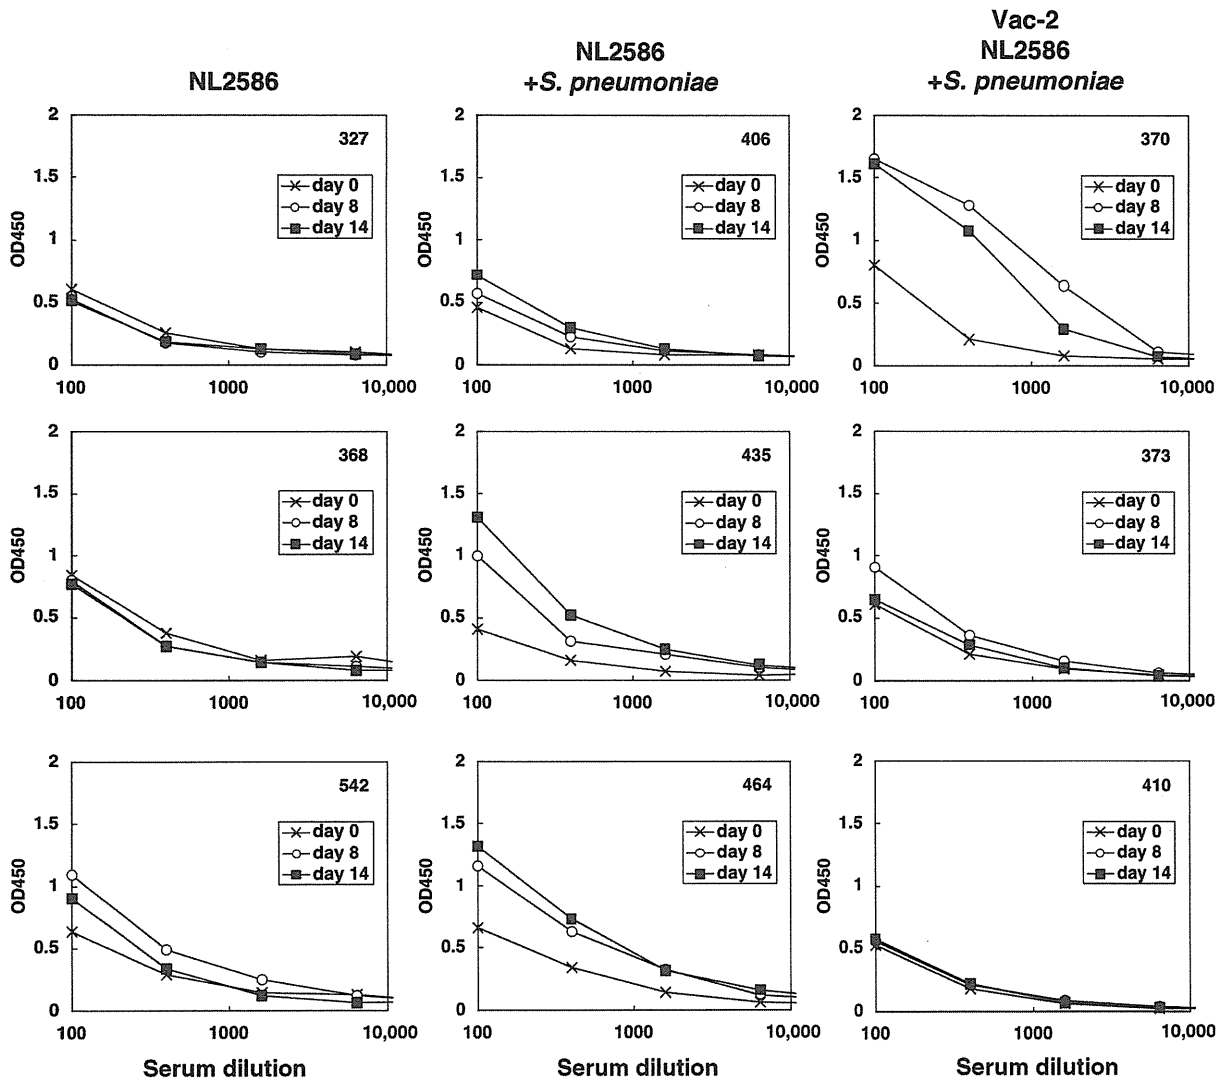 NL2586
NL2586
+S. pneumoniae
Vac-2
NL2586
+S. pneumoniae
2
1.5
1
0.5
0
OD450
327
day 0
day 8
day 14
100
1000
10,000
2
1.5
1
0.5
0
OD450
406
day 0
day 8
day 14
100
1000
10,000
2
1.5
1
0.5
0
OD450
370
day 0
day 8
day 14
100
1000
10,000
2
1.5
1
0.5
0
OD450
368
day 0
day 8
day 14
100
1000
10,000
2
1.5
1
0.5
0
OD450
435
day 0
day 8
day 14
100
1000
10,000
2
1.5
1
0.5
0
OD450
373
day 0
day 8
day 14
100
1000
10,000
2
1.5
1
0.5
0
OD450
542
day 0
day 8
day 14
100
1000
10,000
Serum dilution
2
1.5
1
0.5
0
OD450
464
day 0
day 8
day 14
100
1000
10,000
Serum dilution
2
1.5
1
0.5
0
OD450
410
day 0
day 8
day 14
100
1000
10,000
Serum dilution